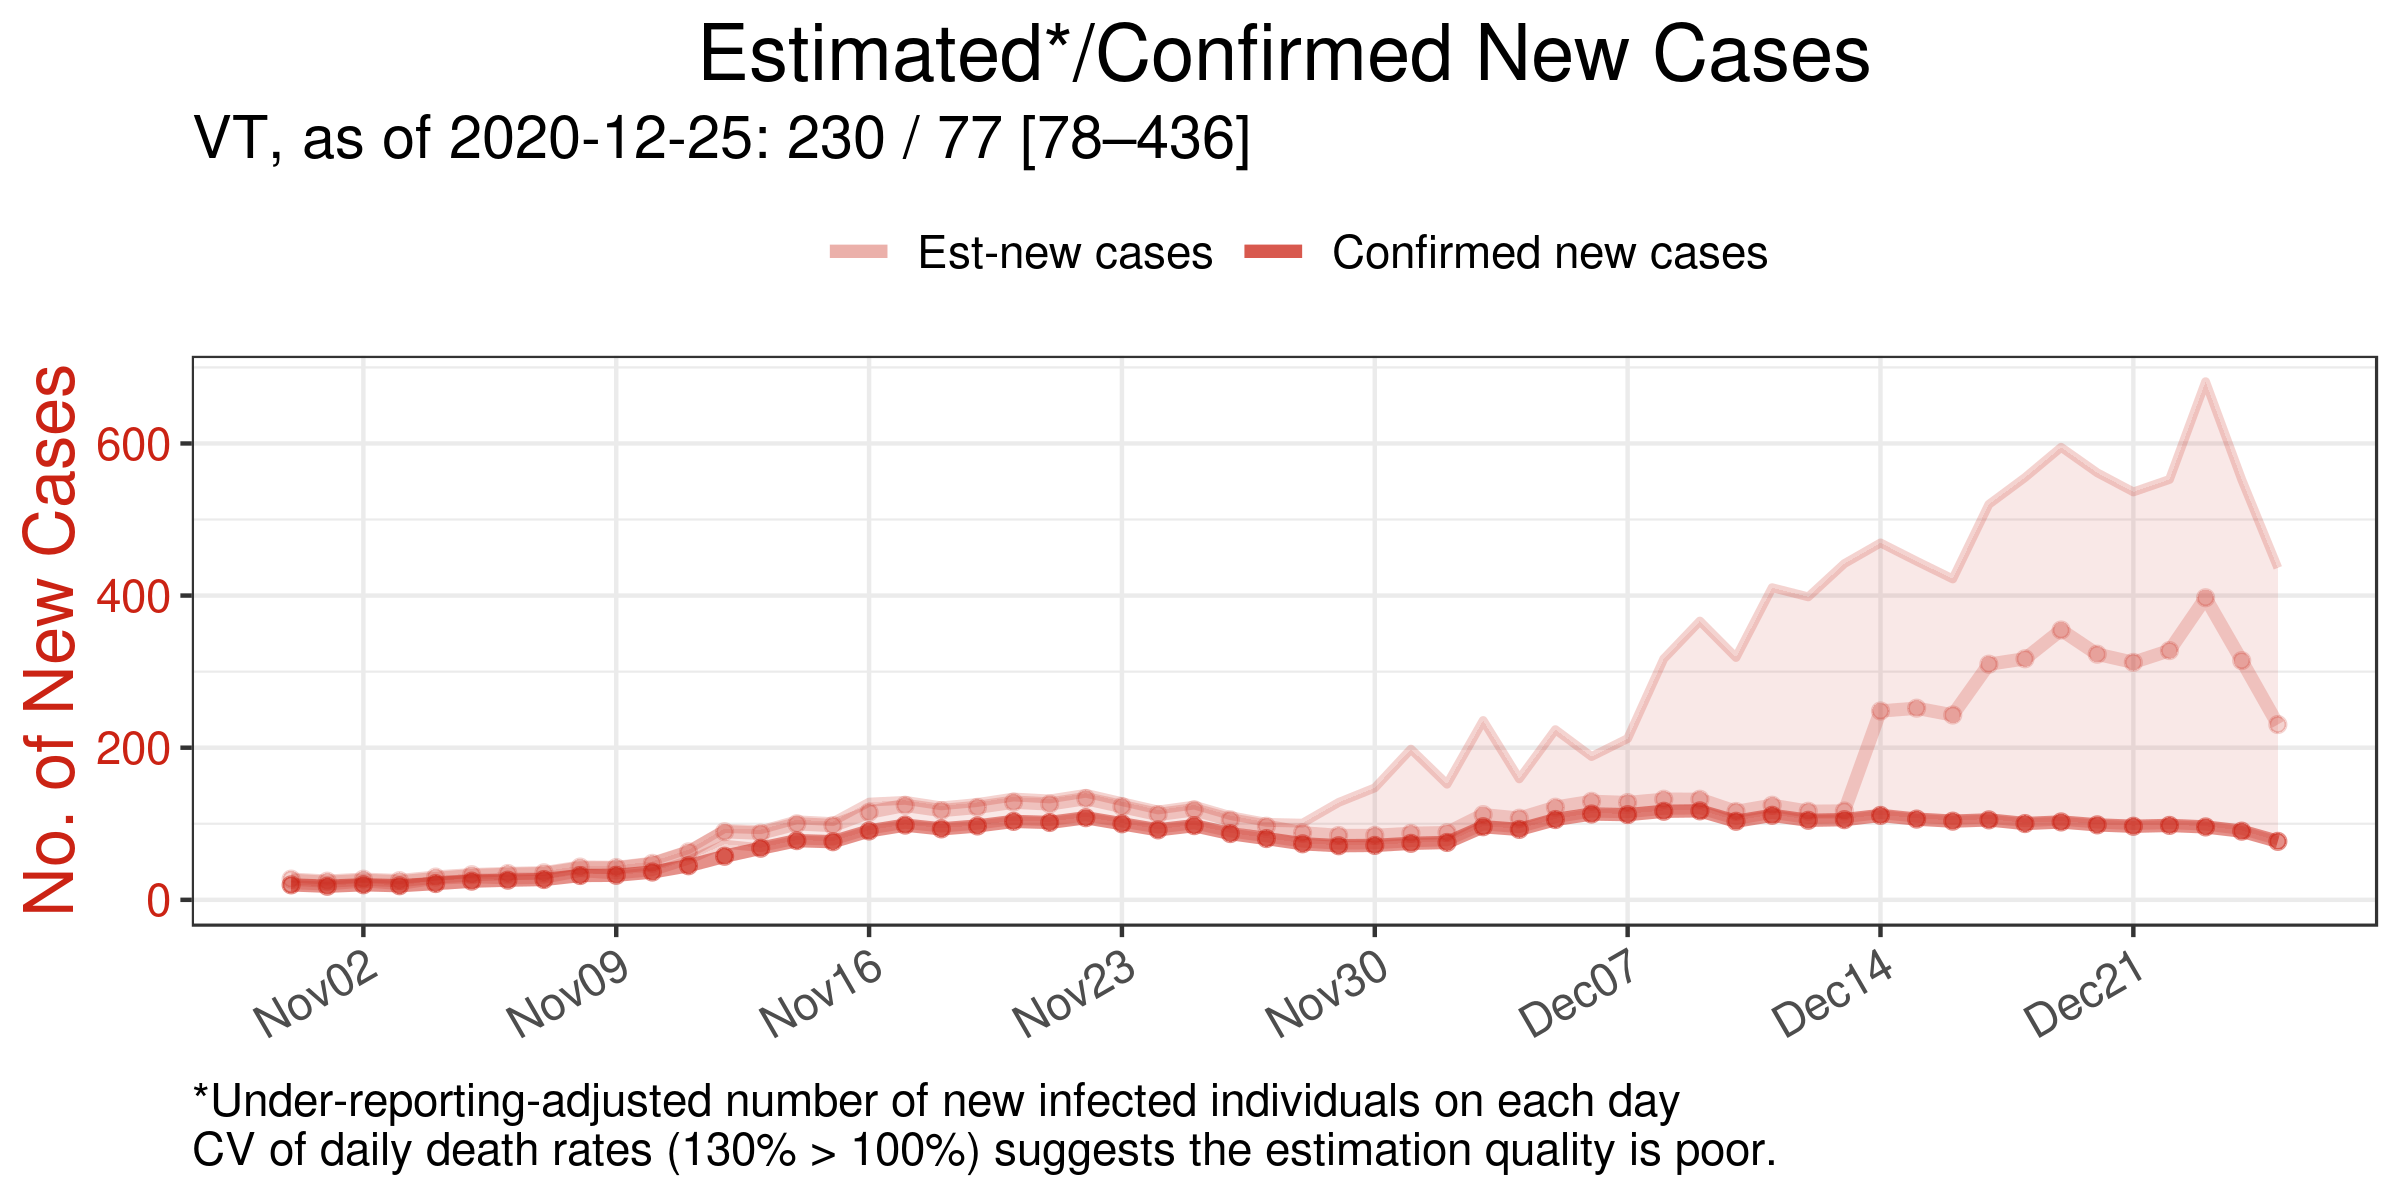 Estimated*/Confirmed New Cases
VT, as of 2020-12-25: 230 / 77 [78–436]
Est-new cases
Confirmed new cases
No. of New Cases
600
400
200
0
Nov02
Nov09
Nov16
Nov23
Nov30
Dec07
Dec14
Dec21
*Under-reporting-adjusted number of new infected individuals on each day
CV of daily death rates (130% > 100%) suggests the estimation quality is poor.